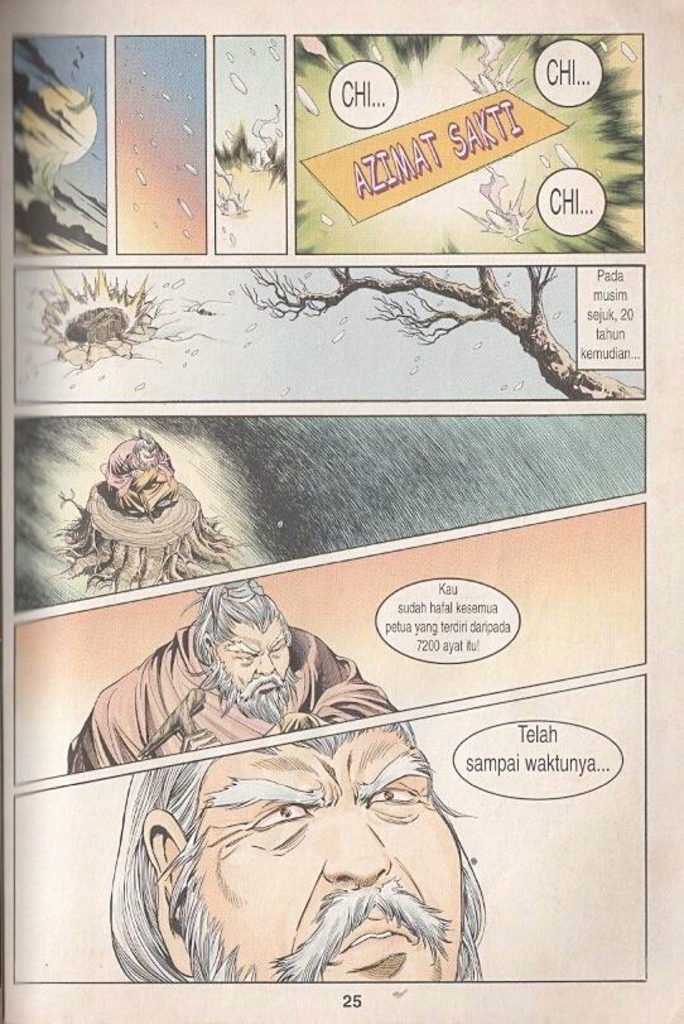 CHI...
CHI...
AZIMAT SAKTI
CHI...
Pada
musim
sejuk, 20
tahun
kemudian...
Kau
sudah hafal kesemua
petua yang terdiri daripada
7200 ayat itu!
Telah
sampai waktunya...
25